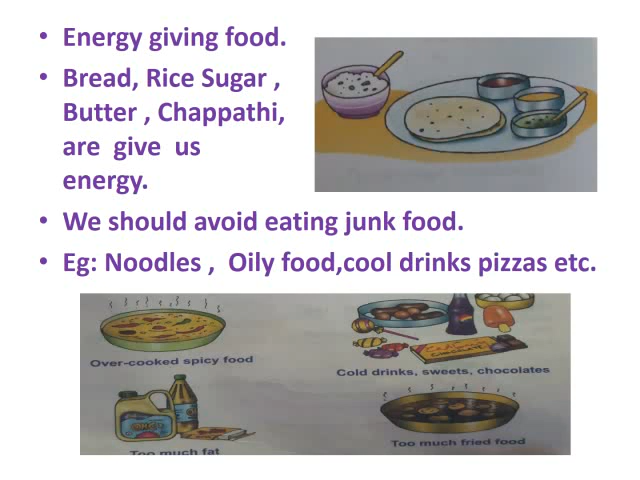 • Energy giving food.
• Bread, Rice Sugar ,
Butter , Chappathi,
are give us
energy.
• We should avoid eating junk food.
• Eg: Noodles , Oily food,cool drinks pizzas etc.
Over-cooked spicy food
Cold drinks, sweets, chocolates
Too much fat
Too much fried food